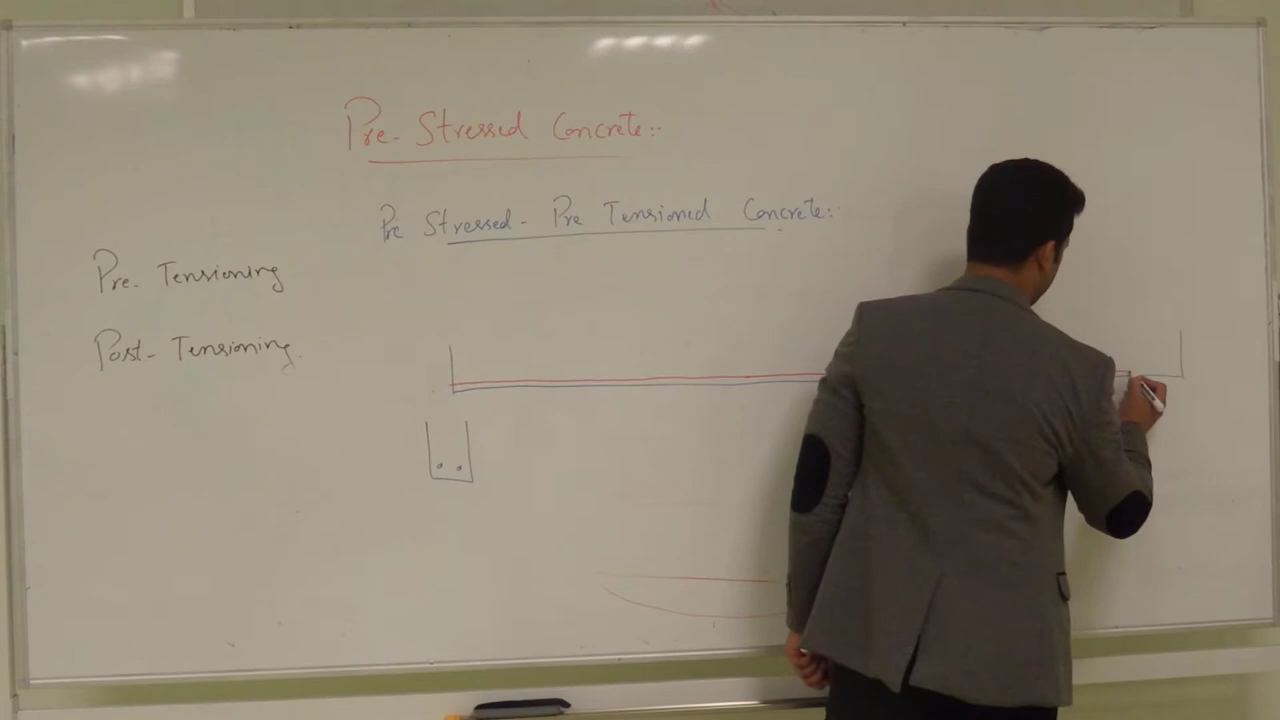 Pre-Stressed Concrete::
Pre Stressed-Pre Tensioned Concrete::
Pre-Tensioning
Post-Tensioning.